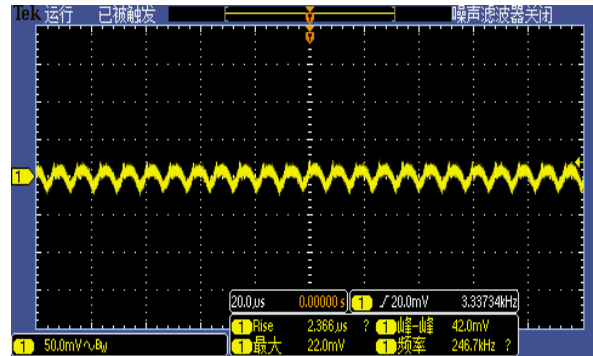 Tek 运行 已被触发 噪声滤波器关闭
1
20.0µs 0.00000 s 1 20.0mV 3.33734kHz
1 Rise 2.366µs ? 1 峰-峰 42.0mV
1 最大 22.0mV 1 频率 246.7kHz ?
1 50.0mV BW